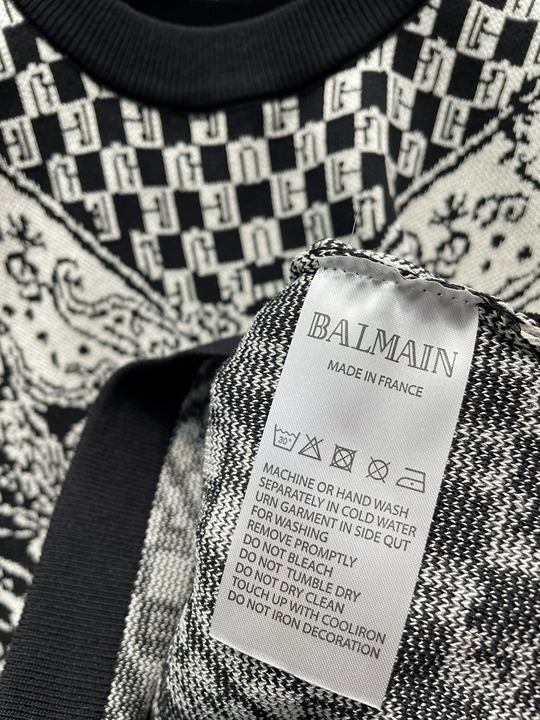 BALMAIN
MADE IN FRANCE
30°
MACHINE OR HAND WASH
SEPARATELY IN COLD WATER
URN GARMENT IN SIDE QUT
FOR WASHING
REMOVE PROMPTLY
DO NOT BLEACH
DO NOT TUMBLE DRY
DO NOT DRY CLEAN
TOUCH UP WITH COOLIRON
DO NOT IRON DECORATION